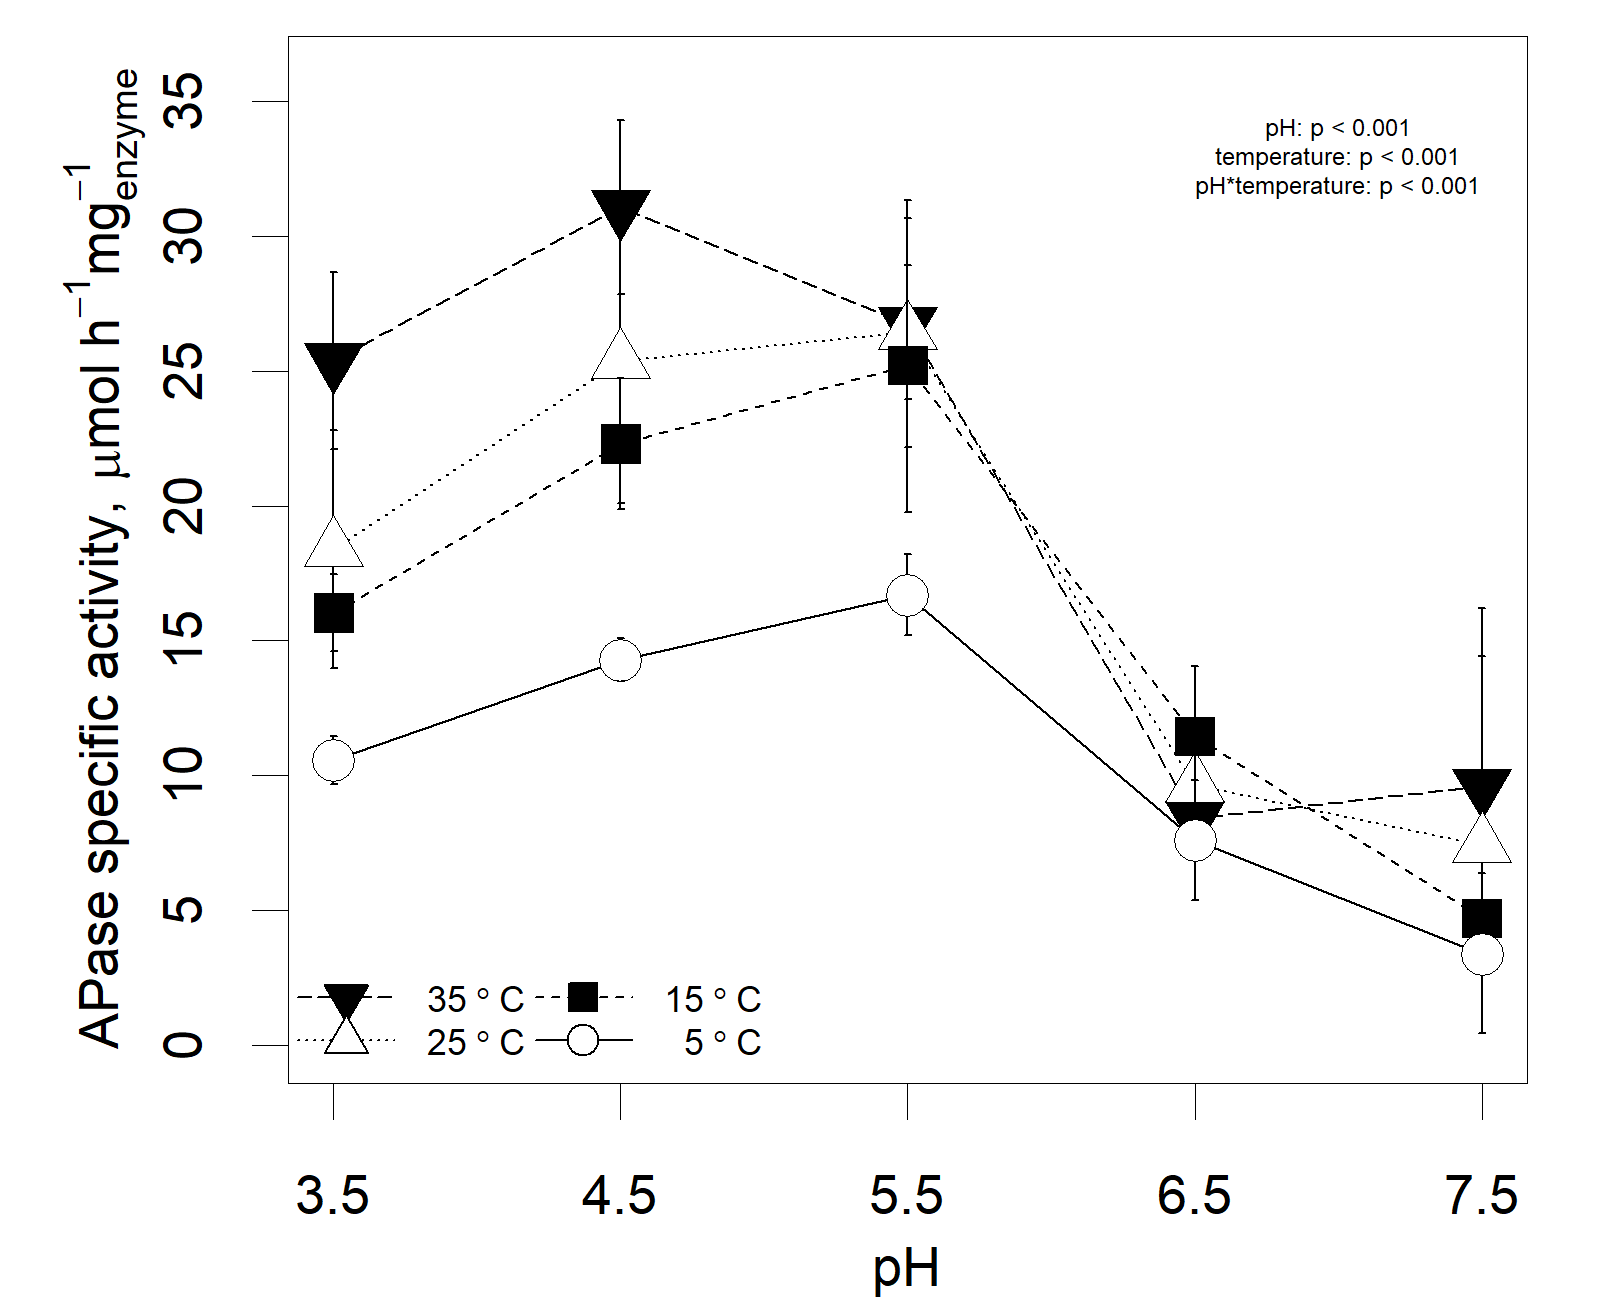 APase specific activity, μmol h⁻¹mg⁻¹enzyme
35
30
25
20
15
10
5
0
pH: p < 0.001
temperature: p < 0.001
pH*temperature: p < 0.001
35 ° C 15 ° C
25 ° C 5 ° C
3.5 4.5 5.5 6.5 7.5
pH